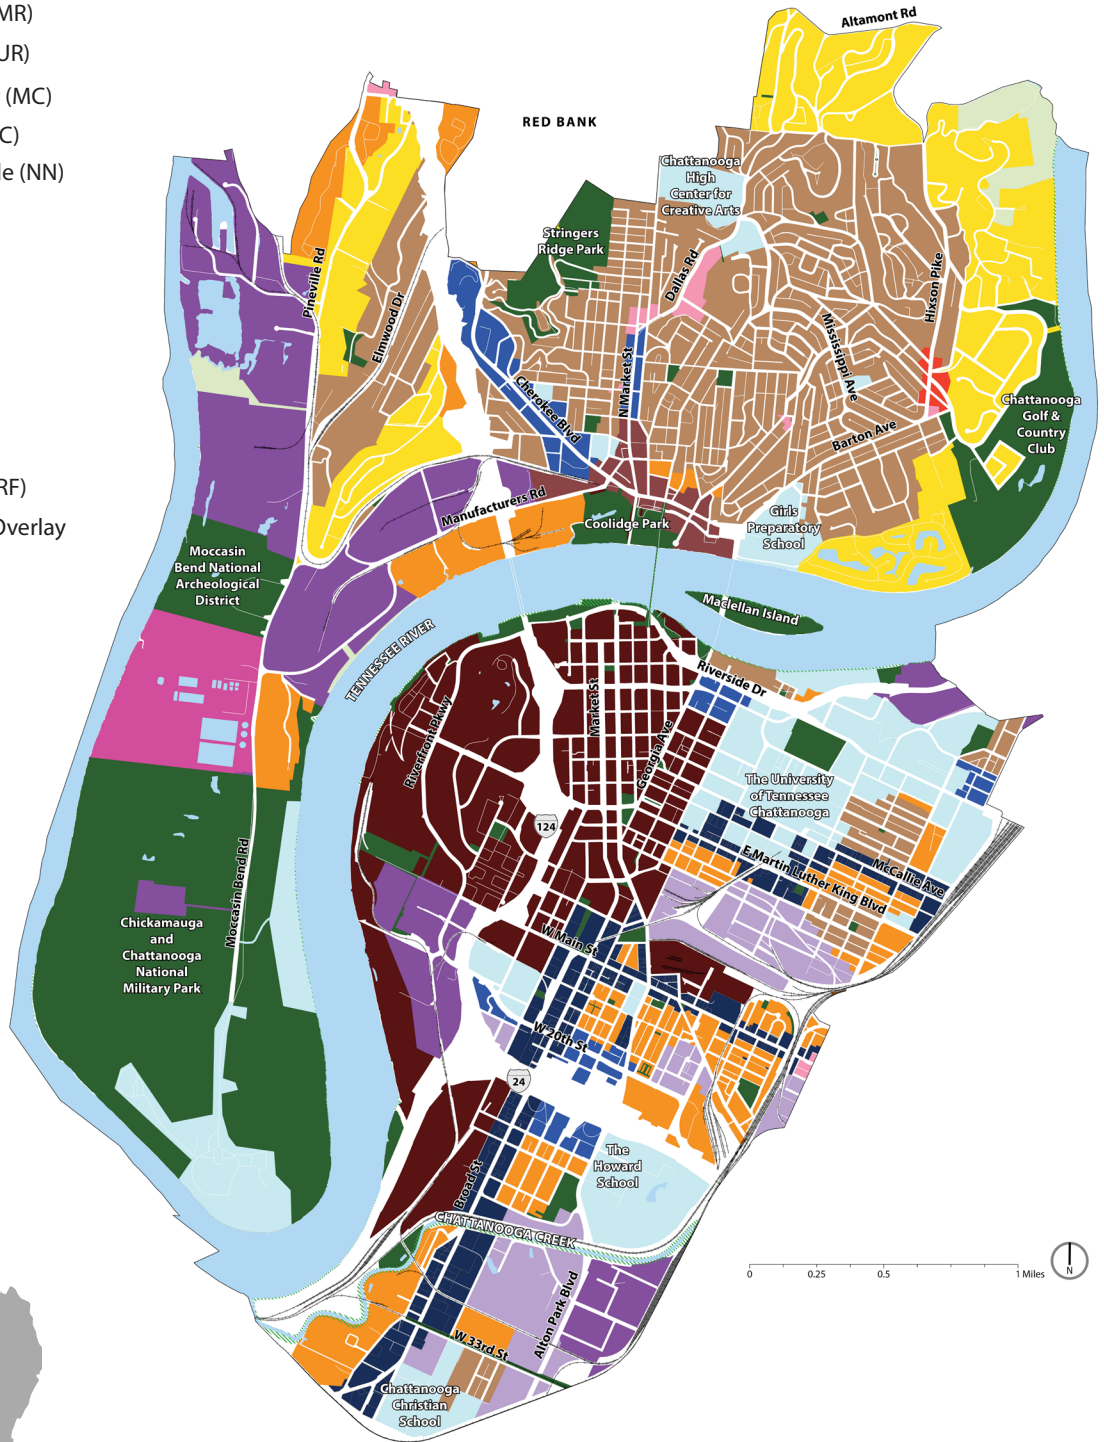 MR)
UR)
(MC)
C)
le (NN)
RF)
Overlay
Altamont Rd
RED BANK
Chattanooga
High
Center for
Creative Arts
Stringers
Ridge Park
Dallas Rd
Pineville Rd
Elmwood Dr
Hixson Pike
Mississippi Ave
N Market St
Cherokee Blvd
Barton Ave
Chattanooga
Golf &
Country
Club
Manufacturers Rd
Coolidge Park
Girls
Preparatory
School
Moccasin
Bend National
Archeological
District
Maclellan Island
TENNESSEE RIVER
Riverside Dr
Market St
Riverfront Pkwy
Georgia Ave
The University
of Tennessee
Chattanooga
124
E Martin Luther King Blvd
McCallie Ave
Moccasin Bend Rd
Chickamauga
and
Chattanooga
National
Military Park
W Main St
W 20th St
24
The
Howard
School
Broad St
CHATTANOOGA CREEK
Alton Park Blvd
W 33rd St
Chattanooga
Christian
School
0 0.25 0.5 1 Miles
N